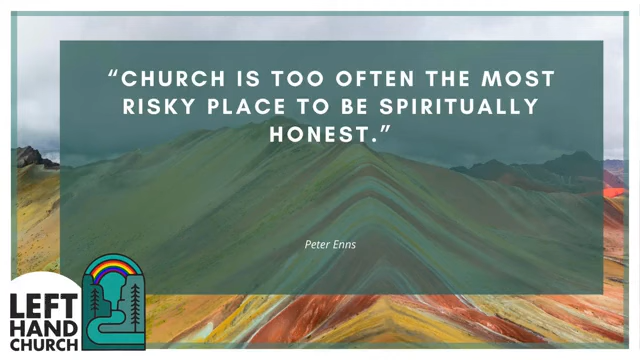 “CHURCH IS TOO OFTEN THE MOST
RISKY PLACE TO BE SPIRITUALLY
HONEST.”
Peter Enns
LEFT
HAND
CHURCH